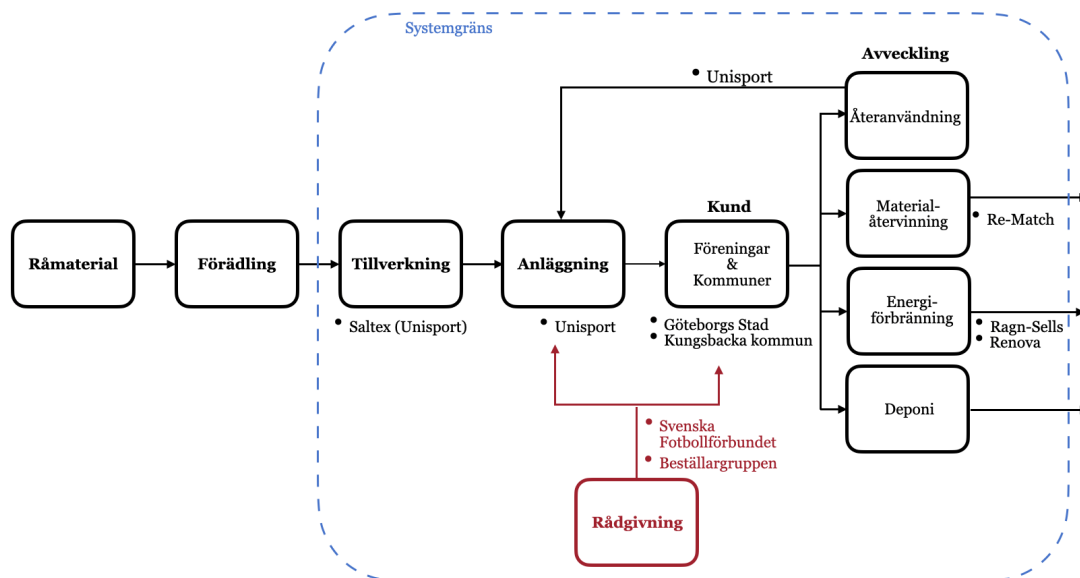 Systemgräns
Avveckling
• Unisport
Återanvändning
Material-
återvinning
• Re-Match
Kund
Råmaterial
Förädling
Tillverkning
Anläggning
Föreningar
&
Kommuner
• Saltex (Unisport)
• Unisport
• Göteborgs Stad
• Kungsbacka kommun
Energi-
förbränning
• Ragn-Sells
• Renova
Deponi
• Svenska
Fotbollförbundet
• Beställargruppen
Rådgivning